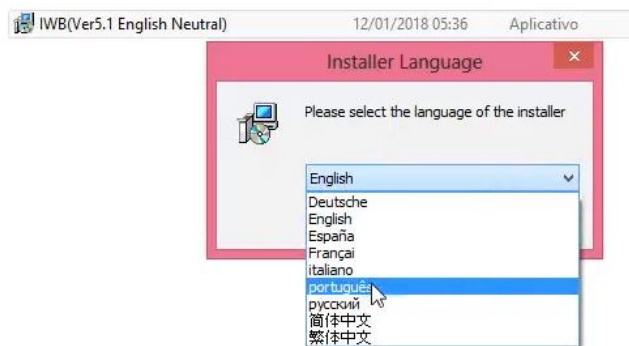 IWB(Ver5.1 English Neutral) 12/01/2018 05:36 Aplicativo
Installer Language
Please select the language of the installer
English
Deutsche
English
España
Françai
italiano
português
русский
简体中文
繁体中文